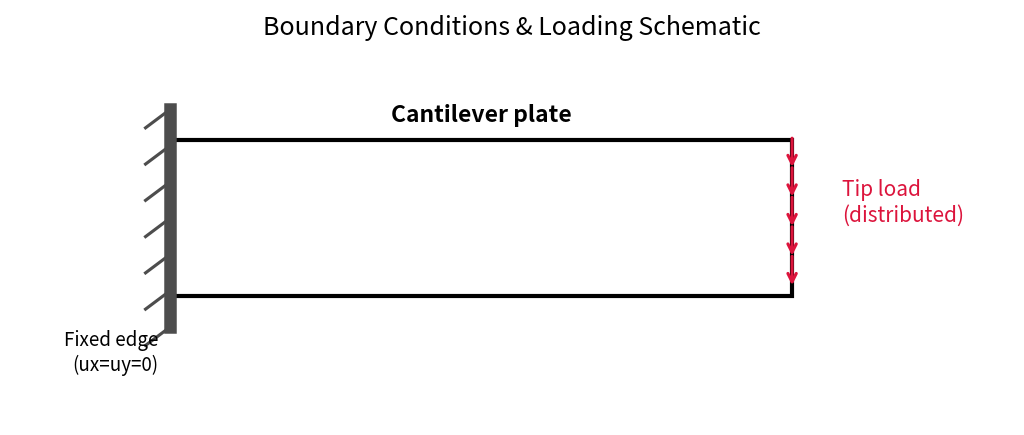 Boundary Conditions & Loading Schematic
Cantilever plate
Tip load
(distributed)
Fixed edge
(ux=uy=0)